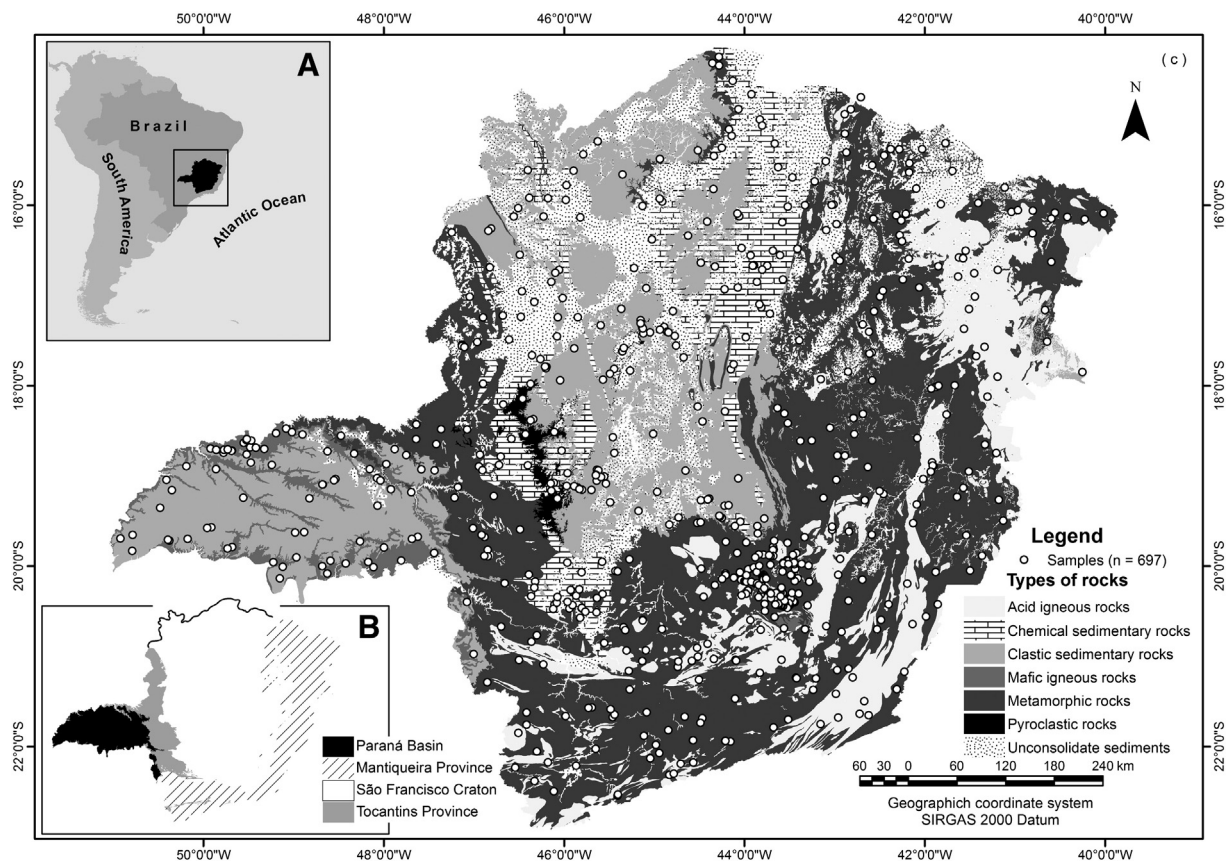 50°0'0"W 48°0'0"W 46°0'0"W 44°0'0"W 42°0'0"W 40°0'0"W
A
Brazil
South America
Atlantic Ocean
(c)
N
16°0'0"S
18°0'0"S
20°0'0"S
22°0'0"S
16°0'0"S
18°0'0"S
20°0'0"S
22°0'0"S
B
Paraná Basin
Mantiqueira Province
São Francisco Craton
Tocantins Province
Legend
Samples (n = 697)
Types of rocks
Acid igneous rocks
Chemical sedimentary rocks
Clastic sedimentary rocks
Mafic igneous rocks
Metamorphic rocks
Pyroclastic rocks
Unconsolidate sediments
60 30 0 60 120 180 240 km
Geographich coordinate system
SIRGAS 2000 Datum
50°0'0"W 48°0'0"W 46°0'0"W 44°0'0"W 42°0'0"W 40°0'0"W